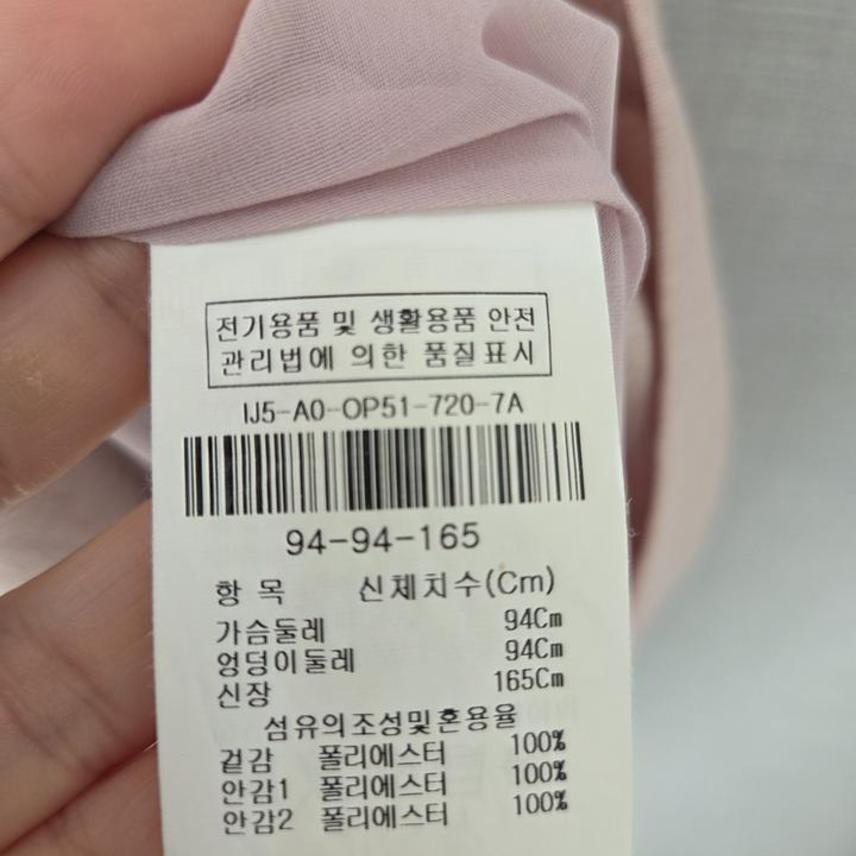 전기용품 및 생활용품 안전
관리법에 의한 품질표시
IJ5-A0-OP51-720-7A
94-94-165
항 목 신체치수(Cm)
가슴둘레 94Cm
엉덩이둘레 94Cm
신장 165Cm
섬유의조성및혼용율
겉감 폴리에스터 100%
안감1 폴리에스터 100%
안감2 폴리에스터 100%